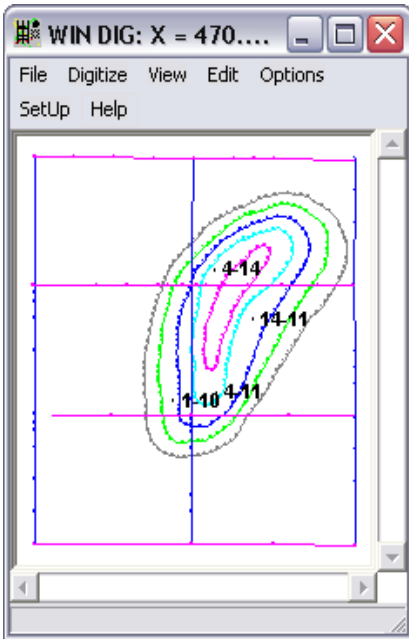 WIN DIG: X = 470....
File Digitize View Edit Options
SetUp Help
4-14
14-11
1-10 4-11